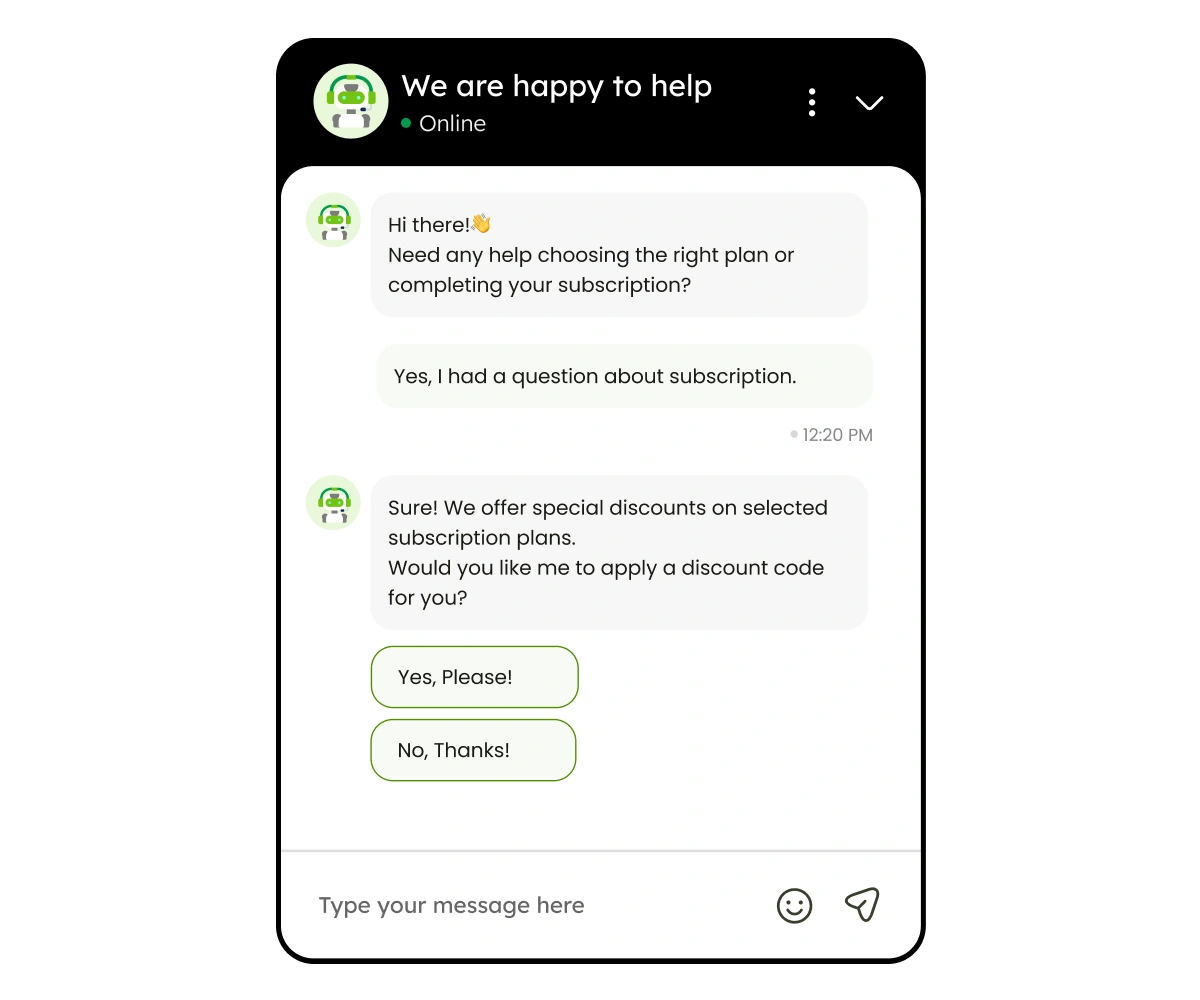 We are happy to help
Online
Hi there!👋
Need any help choosing the right plan or
completing your subscription?
Yes, I had a question about subscription.
12:20 PM
Sure! We offer special discounts on selected
subscription plans.
Would you like me to apply a discount code
for you?
Yes, Please!
No, Thanks!
Type your message here